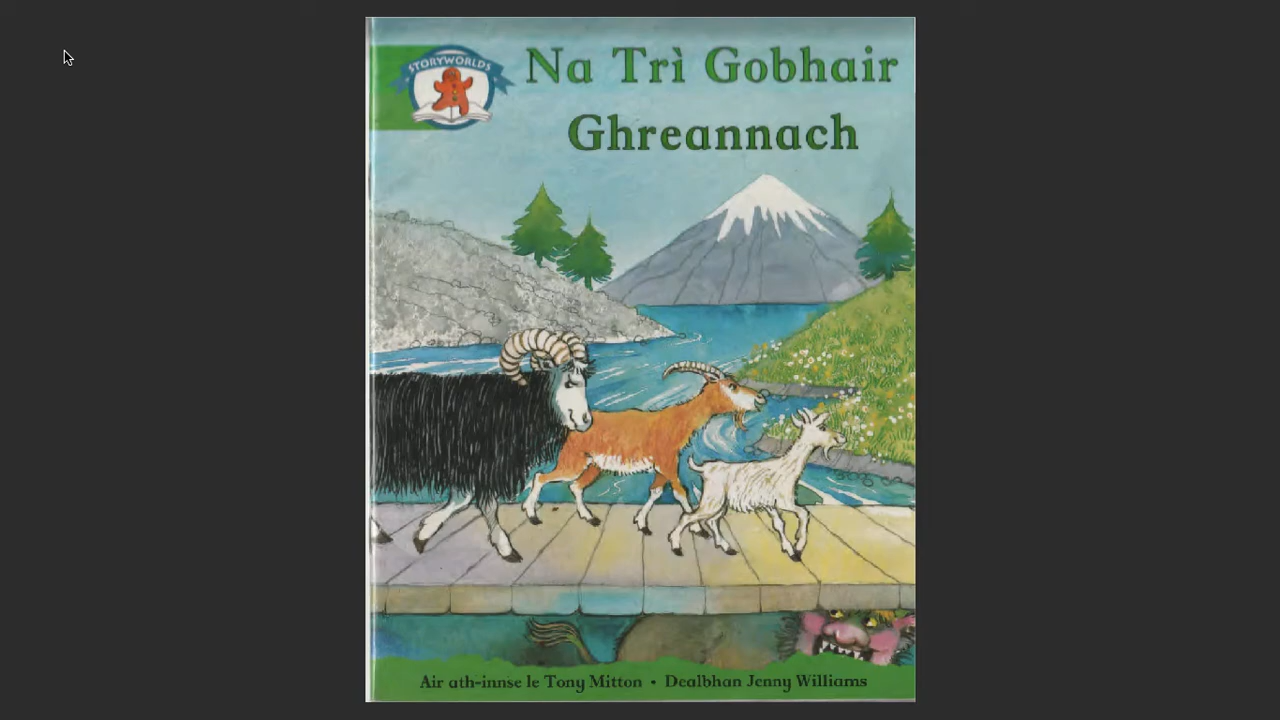 STORYWORLDS
Na Trì Gobhair
Ghreannach
Air ath-innse le Tony Mitton • Dealbhan Jenny Williams